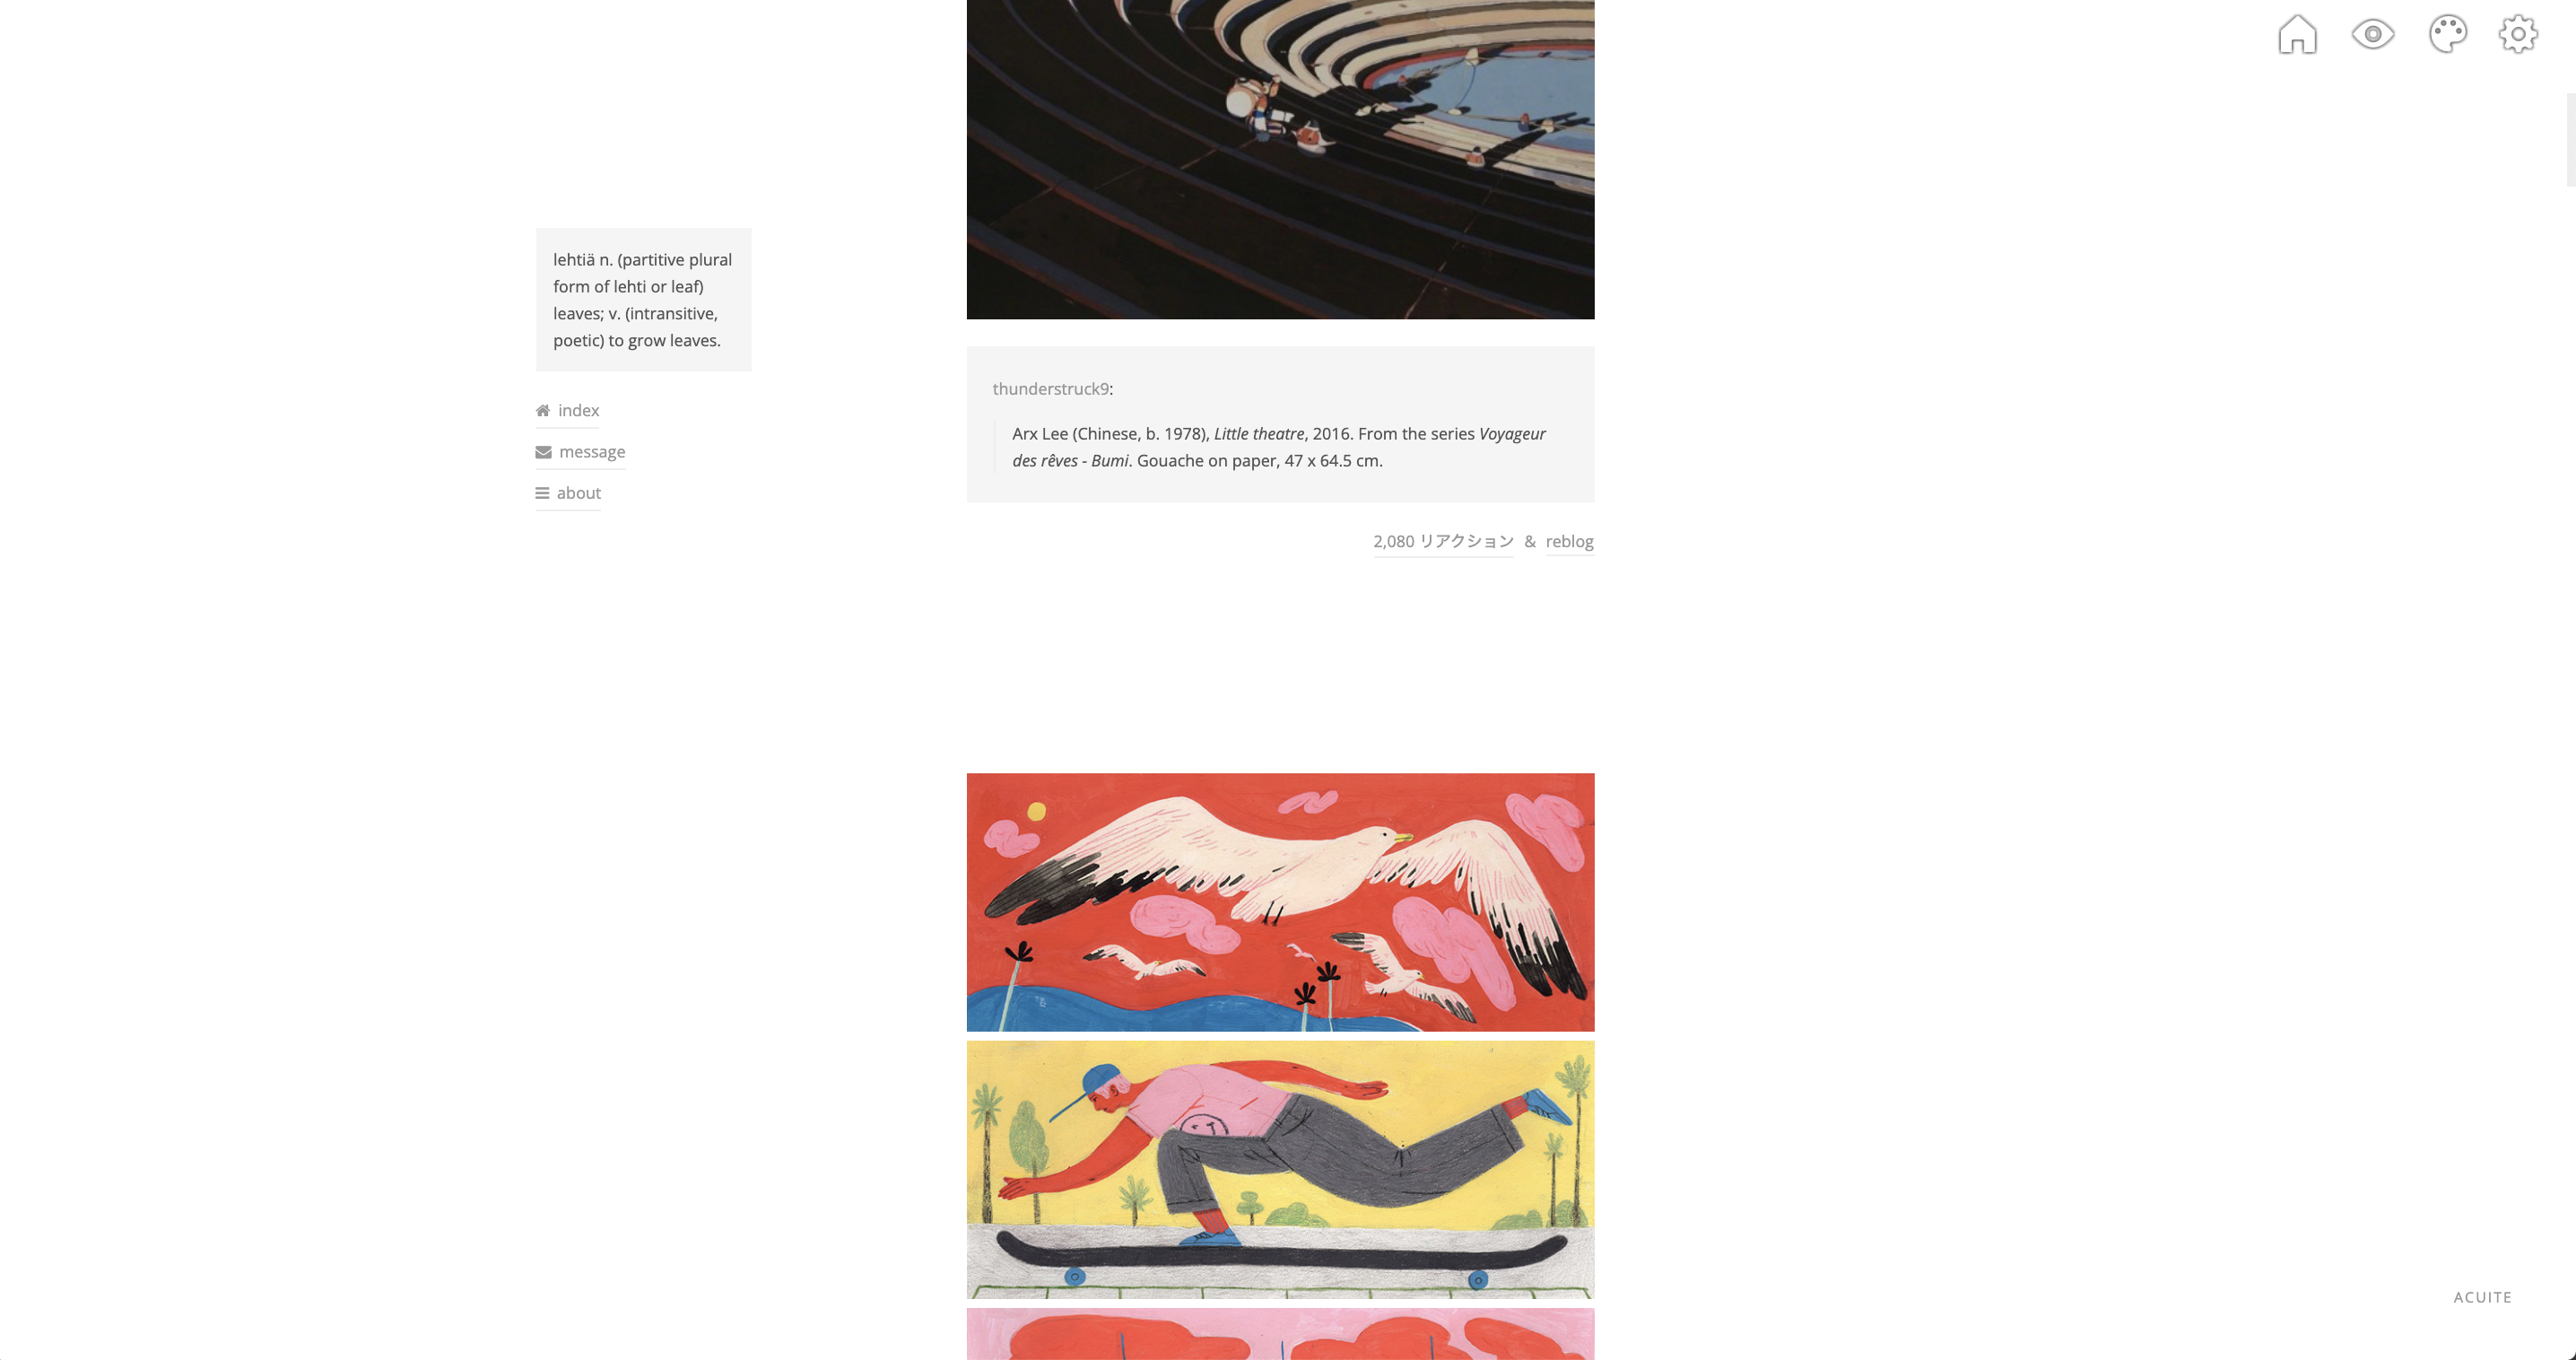 lehtiä n. (partitive plural
form of lehti or leaf)
leaves; v. (intransitive,
poetic) to grow leaves.
index
message
about
thunderstruck9:
Arx Lee (Chinese, b. 1978), Little theatre, 2016. From the series Voyageur
des rêves - Bumi. Gouache on paper, 47 x 64.5 cm.
2,080 リアクション & reblog
ACUITE